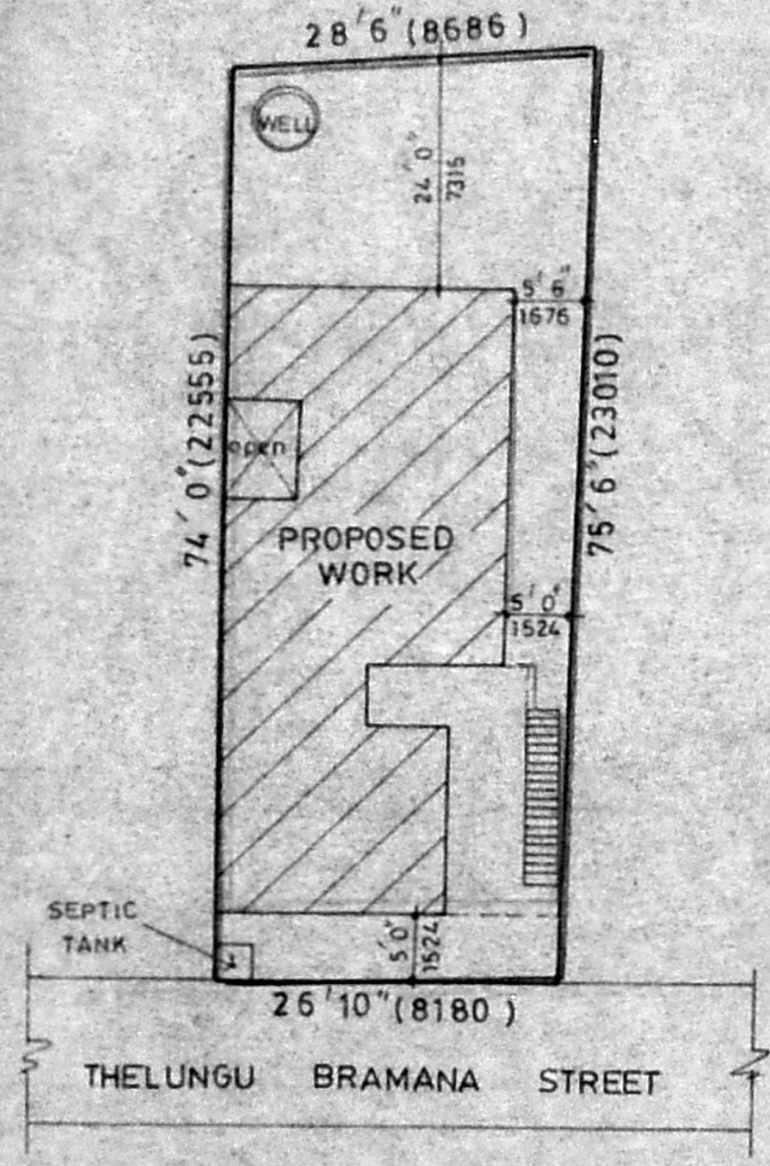 28'6"(8686)
WELL
24'0"
7315
5'6"
1676
74'0"(22555)
75'6"(23010)
open
PROPOSED
WORK
5'0"
1524
SEPTIC
TANK
5'0"
1524
26'10"(8180)
THELUNGU BRAMANA STREET